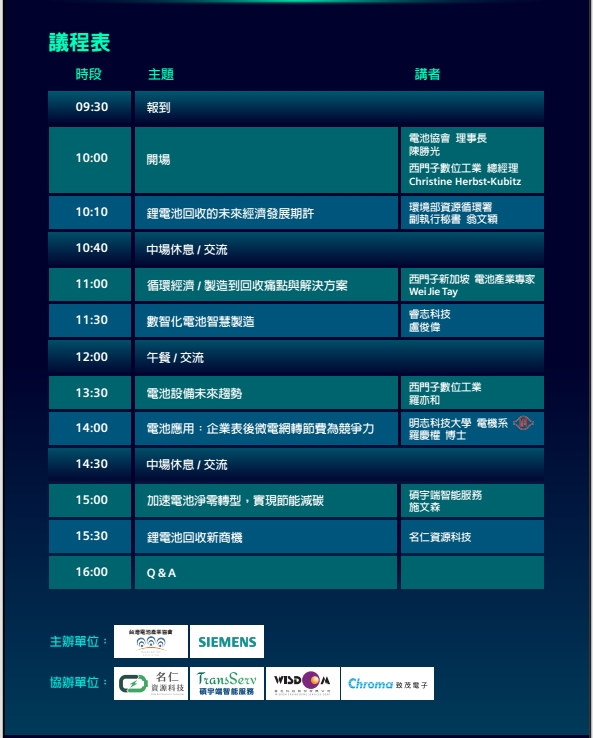 議程表
時段 主題 講者
09:30 報到
10:00 開場 電池協會 理事長
陳勝光
西門子數位工業 總經理
Christine Herbst-Kubitz
10:10 鋰電池回收的未來經濟發展期許 環境部資源循環署
副執行秘書 翁文穎
10:40 中場休息 / 交流
11:00 循環經濟 / 製造到回收痛點與解決方案 西門子新加坡 電池產業專家
Wei Jie Tay
11:30 數智化電池智慧製造 睿志科技
盧俊偉
12:00 午餐 / 交流
13:30 電池設備未來趨勢 西門子數位工業
羅亦和
14:00 電池應用：企業表後微電網轉節費為競爭力 明志科技大學 電機系
羅慶權 博士
14:30 中場休息 / 交流
15:00 加速電池淨零轉型，實現節能減碳 碩宇端智能服務
施文森
15:30 鋰電池回收新商機 名仁資源科技
16:00 Q & A
主辦單位： 台灣電池產業協會 SIEMENS
協辦單位： 名仁
資源科技 TransServ
碩宇端智能服務 WISDOM Chroma 致茂電子